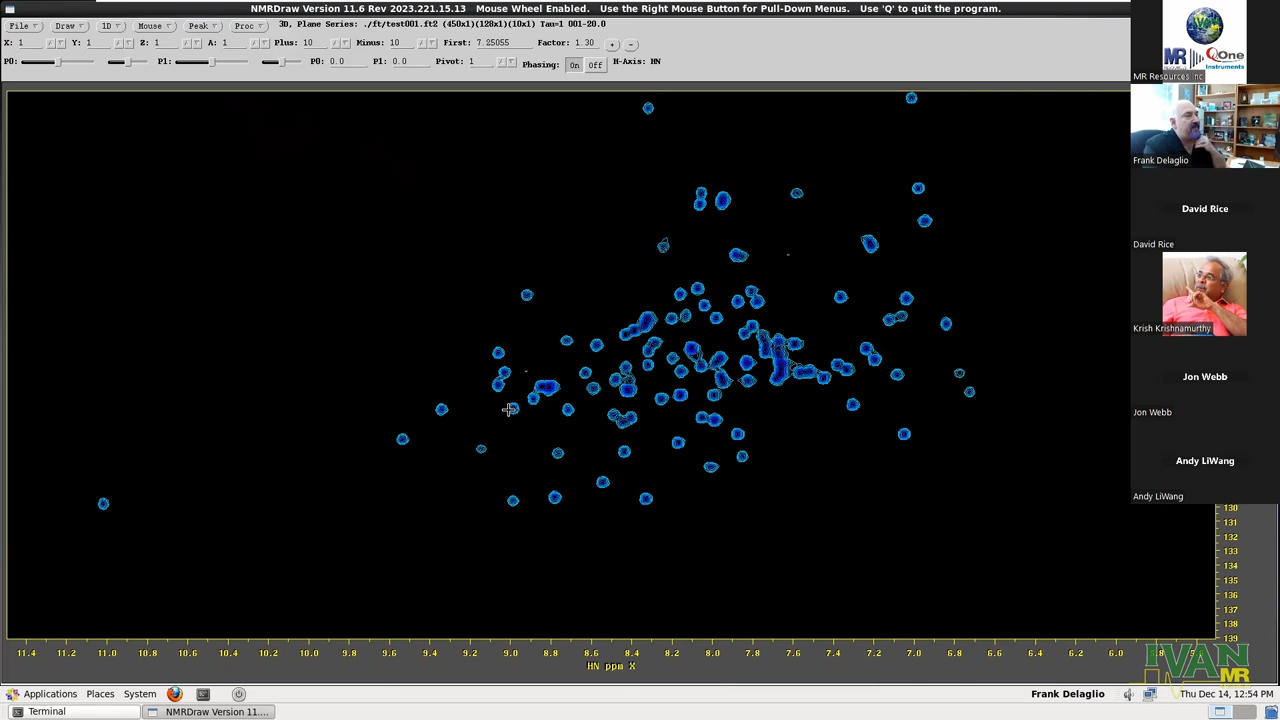 NMRDraw Version 11.6 Rev 2023.221.15.13 Mouse Wheel Enabled. Use the Right Mouse Button for Pull-Down Menus. Use 'Q' to quit the program.
File Draw 1D Mouse Peak Proc 3D, Plane Series: ./ft/test001.ft2 (450x1)(128x1)(10x1) Tau=1 001-20.0
X: 1 Y: 1 Z: 1 A: 1 Plus: 10 Minus: 10 First: 7.25055 Factor: 1.30 + -
P0: P1: P0: 0.0 P1: 0.0 Pivot: 1 Phasing: On Off H-Axis: HN
MR QOne
Instruments
MR Resources Inc
Frank Delaglio
David Rice
David Rice
Krish Krishnamurthy
Jon Webb
Jon Webb
Andy LiWang
Andy LiWang
130
131
132
133
134
135
136
137
138
139
11.4 11.2 11.0 10.8 10.6 10.4 10.2 10.0 9.8 9.6 9.4 9.2 9.0 8.8 8.6 8.4 8.2 8.0 7.8 7.6 7.4 7.2 7.0 6.8 6.6 6.4 6.2 6.0
HN ppm X
IVAN
MR
Applications Places System Frank Delaglio Thu Dec 14, 12:54 PM
Terminal NMRDraw Version 11....